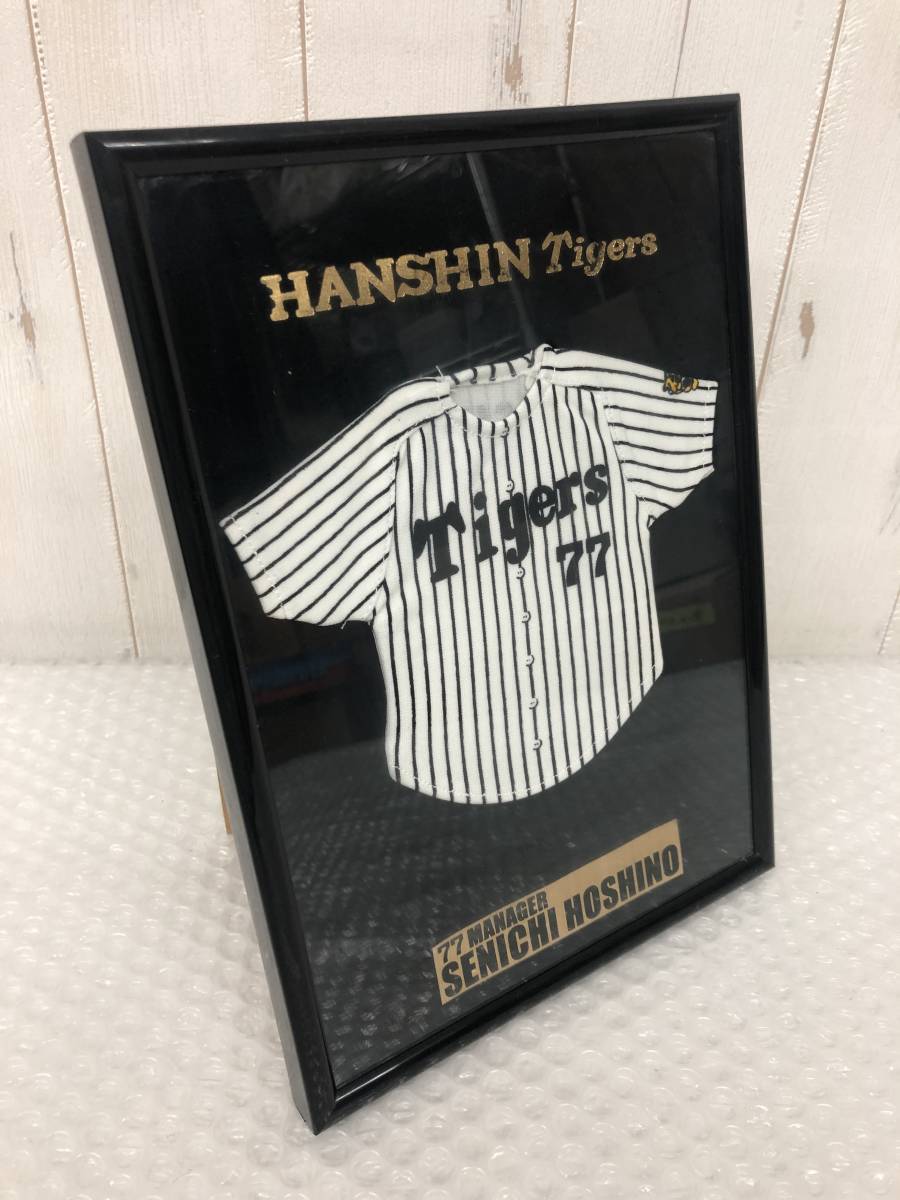 HANSHIN Tigers
Tigers
77
77 MANAGER
SENICHI HOSHINO